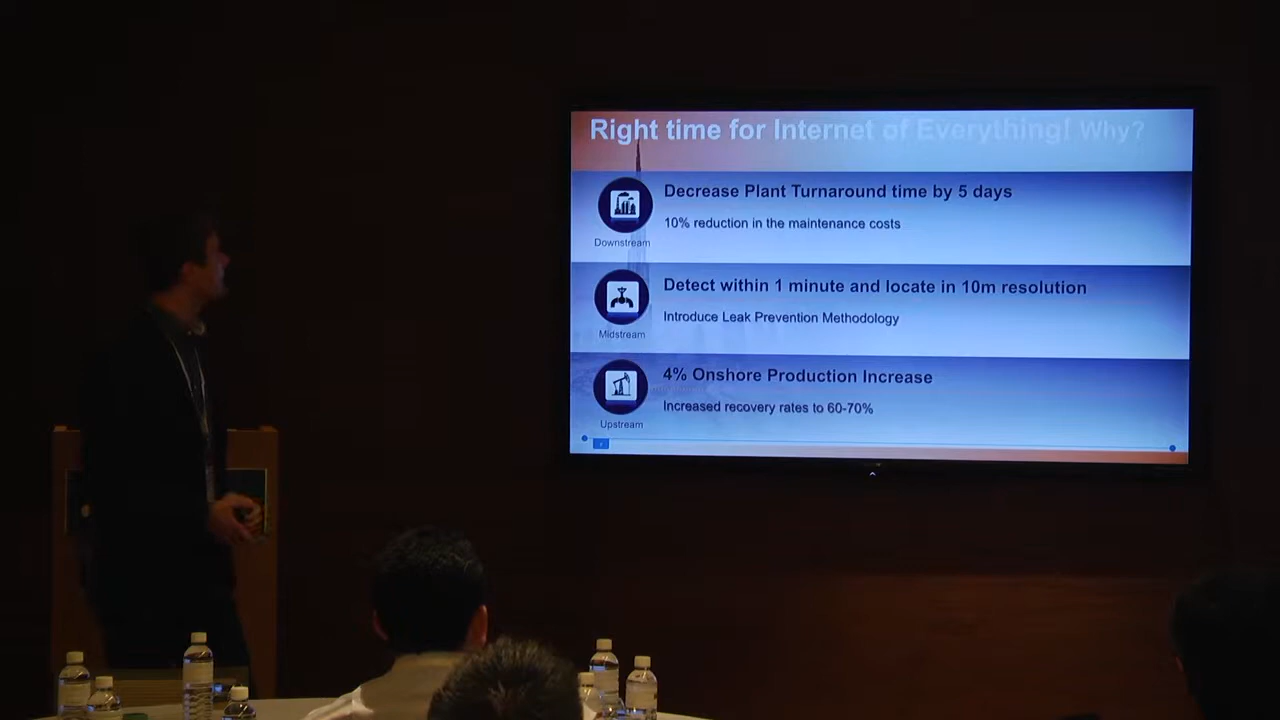 Right time for Internet of Everything! Why?
Decrease Plant Turnaround time by 5 days
10% reduction in the maintenance costs
Downstream
Detect within 1 minute and locate in 10m resolution
Introduce Leak Prevention Methodology
Midstream
4% Onshore Production Increase
Increased recovery rates to 60-70%
Upstream